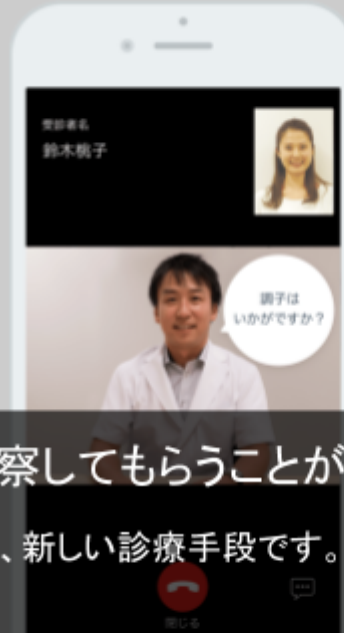 受診者名
鈴木桃子
調子は
いかがですか？
察してもらうことが
、新しい診療手段です。
閉じる